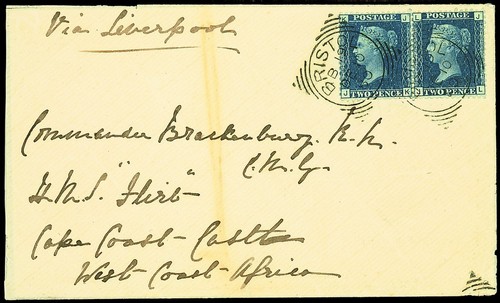 Via Liverpool
K J
POSTAGE
TWO PENCE
J K
L J
POSTAGE
TWO PENCE
J L
BRISTOL
Commander Brackenbury. R.N.
C.M.G.
H.M.S. "Flirt"
Cape Coast Castle
West Coast Africa